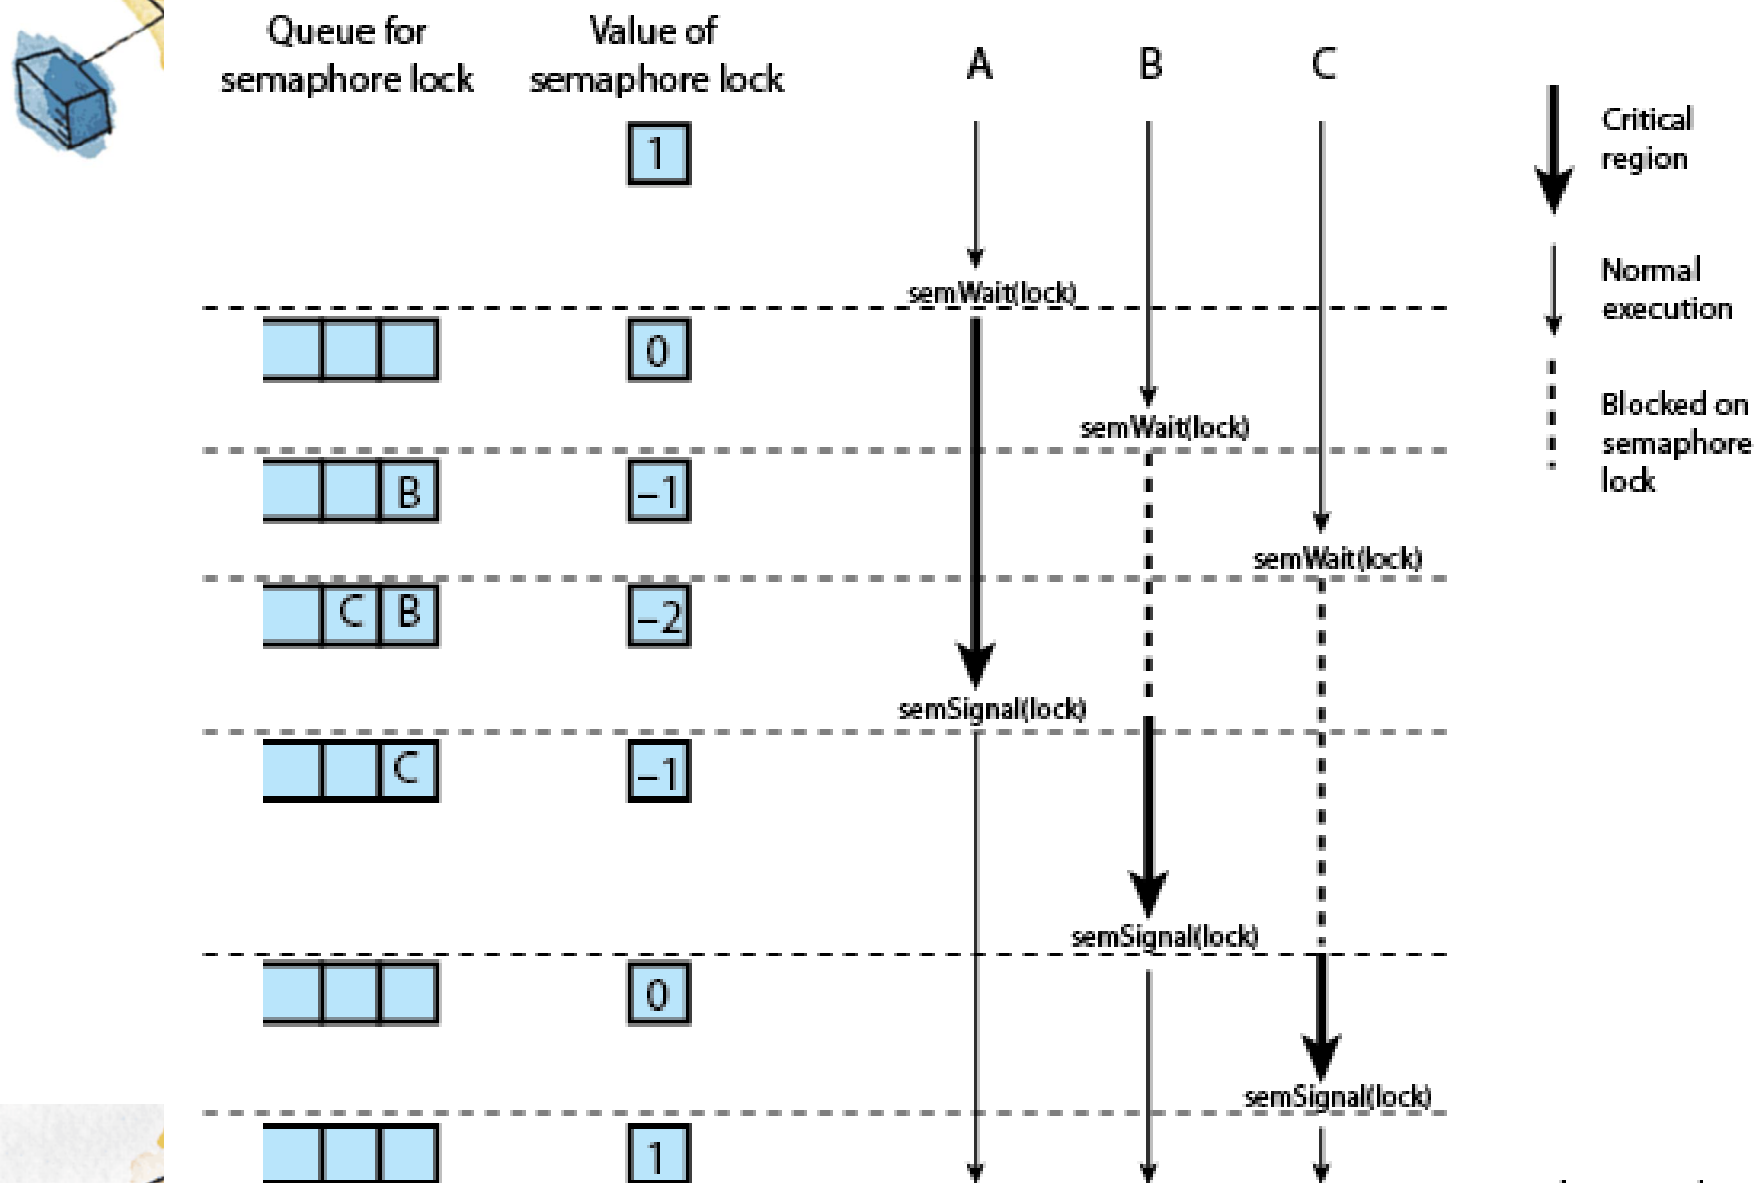 Queue for
semaphore lock
Value of
semaphore lock
A
B
C
1
Critical
region
Normal
execution
Blocked on
semaphore
lock
semWait(lock)
0
semWait(lock)
B
–1
semWait(lock)
C B
–2
semSignal(lock)
C
–1
semSignal(lock)
0
semSignal(lock)
1